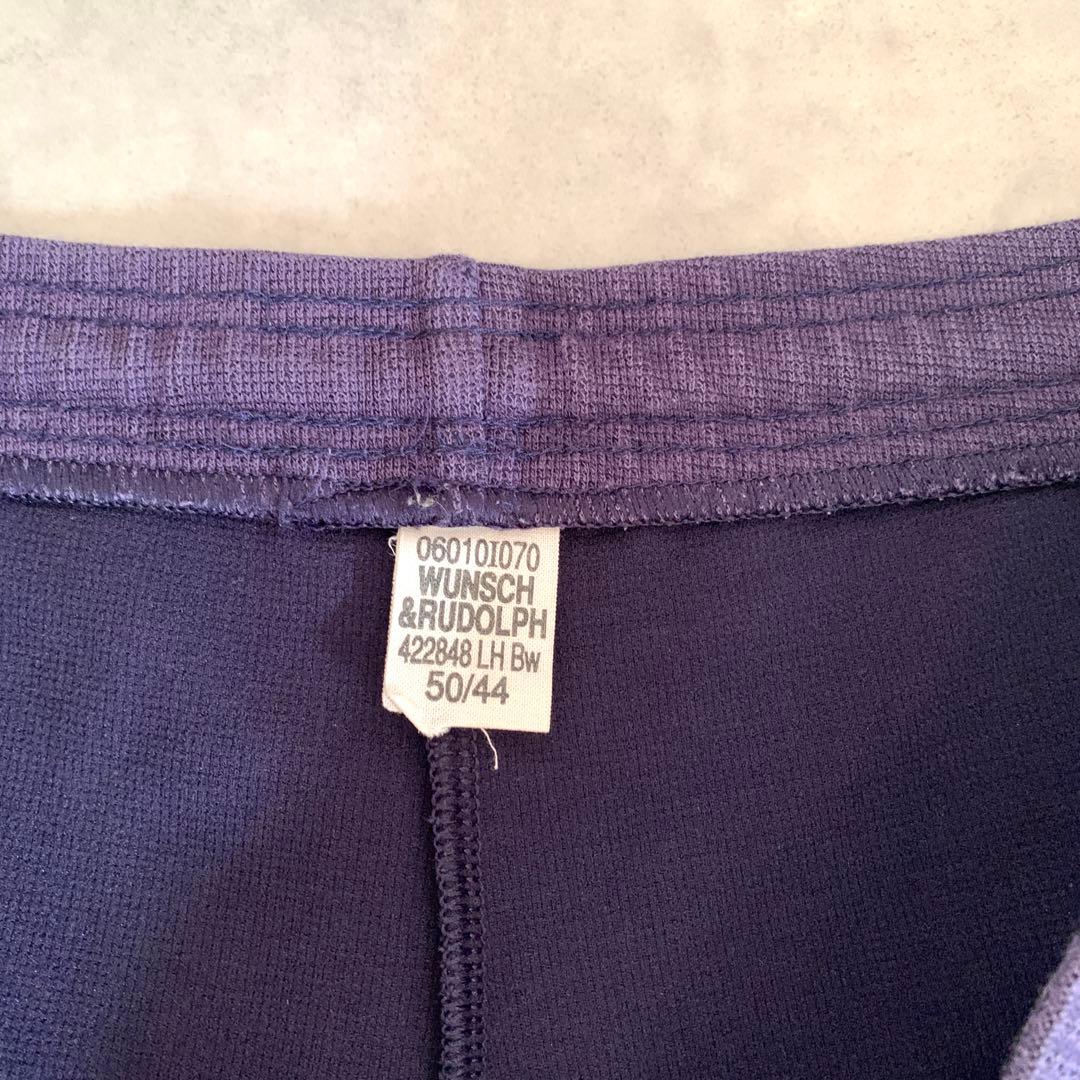 06010I070
WUNSCH
&RUDOLPH
422848 LH Bw
50/44